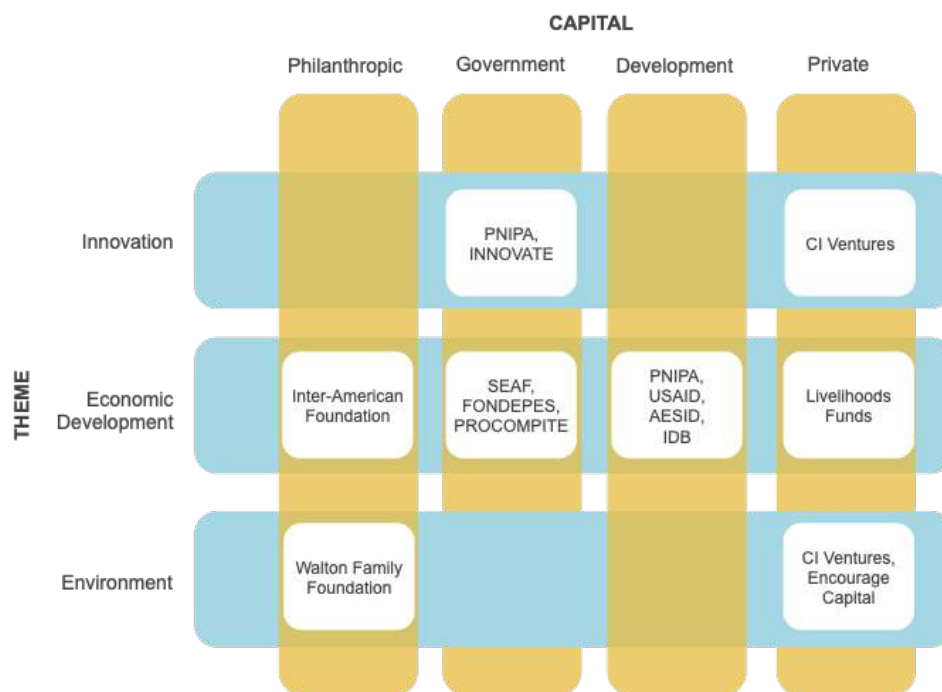 CAPITAL
Philanthropic
Government
Development
Private
THEME
Innovation
PNIPA,
INNOVATE
CI Ventures
Economic
Development
Inter-American
Foundation
SEAF,
FONDEPES,
PROCOMPITE
PNIPA,
USAID,
AESID,
IDB
Livelihoods
Funds
Environment
Walton Family
Foundation
CI Ventures,
Encourage
Capital